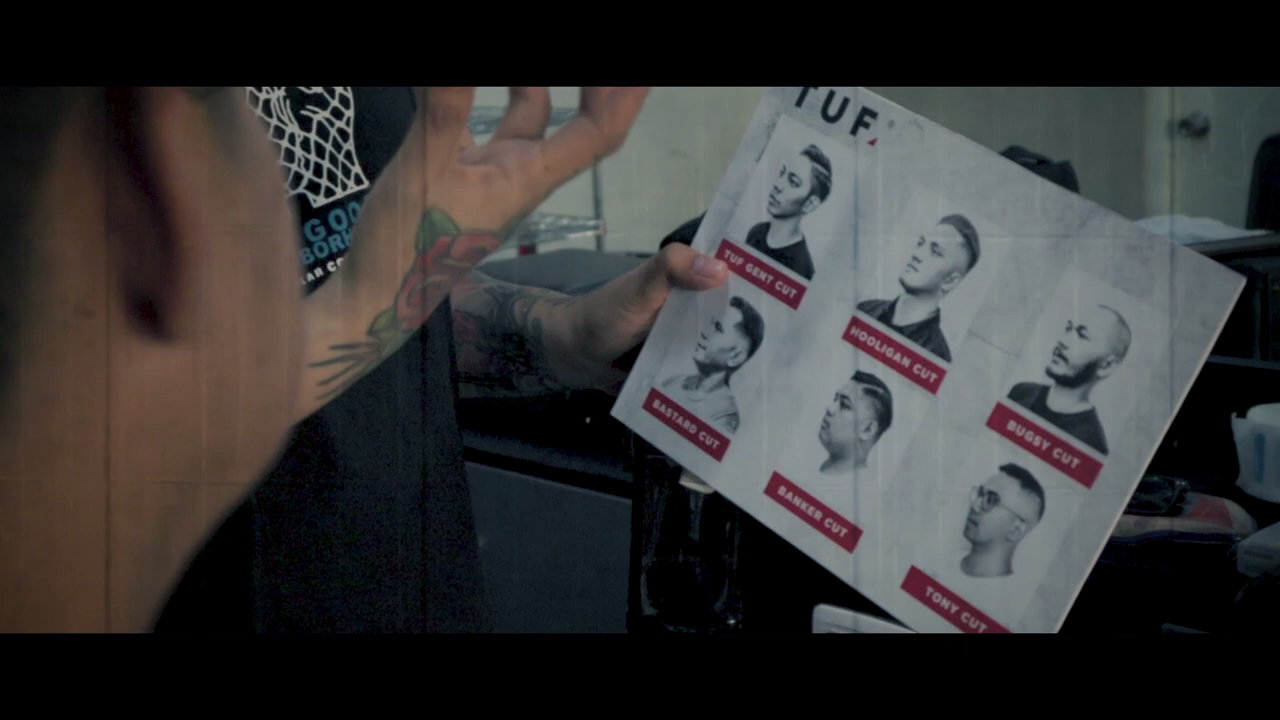 TUF
TUF GENT CUT
HOOLIGAN CUT
BUGSY CUT
BASTARD CUT
BANKER CUT
TONY CUT